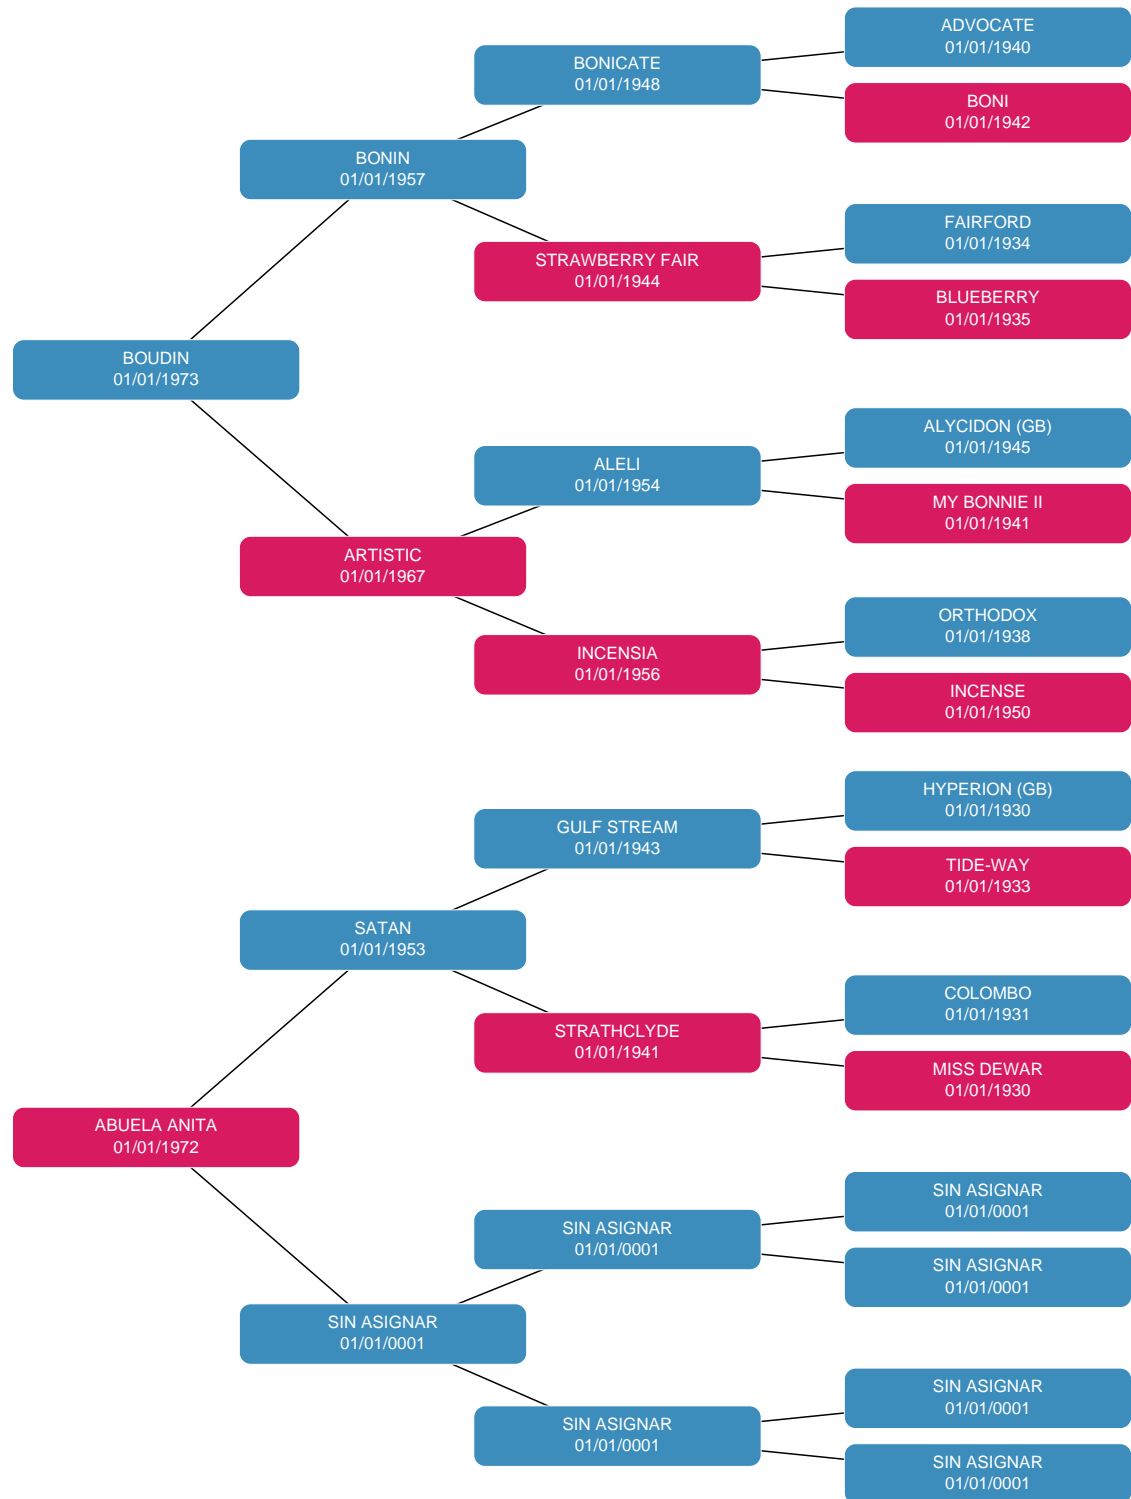 ADVOCATE
01/01/1940
BONICATE
01/01/1948
BONI
01/01/1942
BONIN
01/01/1957
FAIRFORD
01/01/1934
STRAWBERRY FAIR
01/01/1944
BLUEBERRY
01/01/1935
BOUDIN
01/01/1973
ALYCIDON (GB)
01/01/1945
ALELI
01/01/1954
MY BONNIE II
01/01/1941
ARTISTIC
01/01/1967
ORTHODOX
01/01/1938
INCENSIA
01/01/1956
INCENSE
01/01/1950
HYPERION (GB)
01/01/1930
GULF STREAM
01/01/1943
TIDE-WAY
01/01/1933
SATAN
01/01/1953
COLOMBO
01/01/1931
STRATHCLYDE
01/01/1941
MISS DEWAR
01/01/1930
ABUELA ANITA
01/01/1972
SIN ASIGNAR
01/01/0001
SIN ASIGNAR
01/01/0001
SIN ASIGNAR
01/01/0001
SIN ASIGNAR
01/01/0001
SIN ASIGNAR
01/01/0001
SIN ASIGNAR
01/01/0001
SIN ASIGNAR
01/01/0001